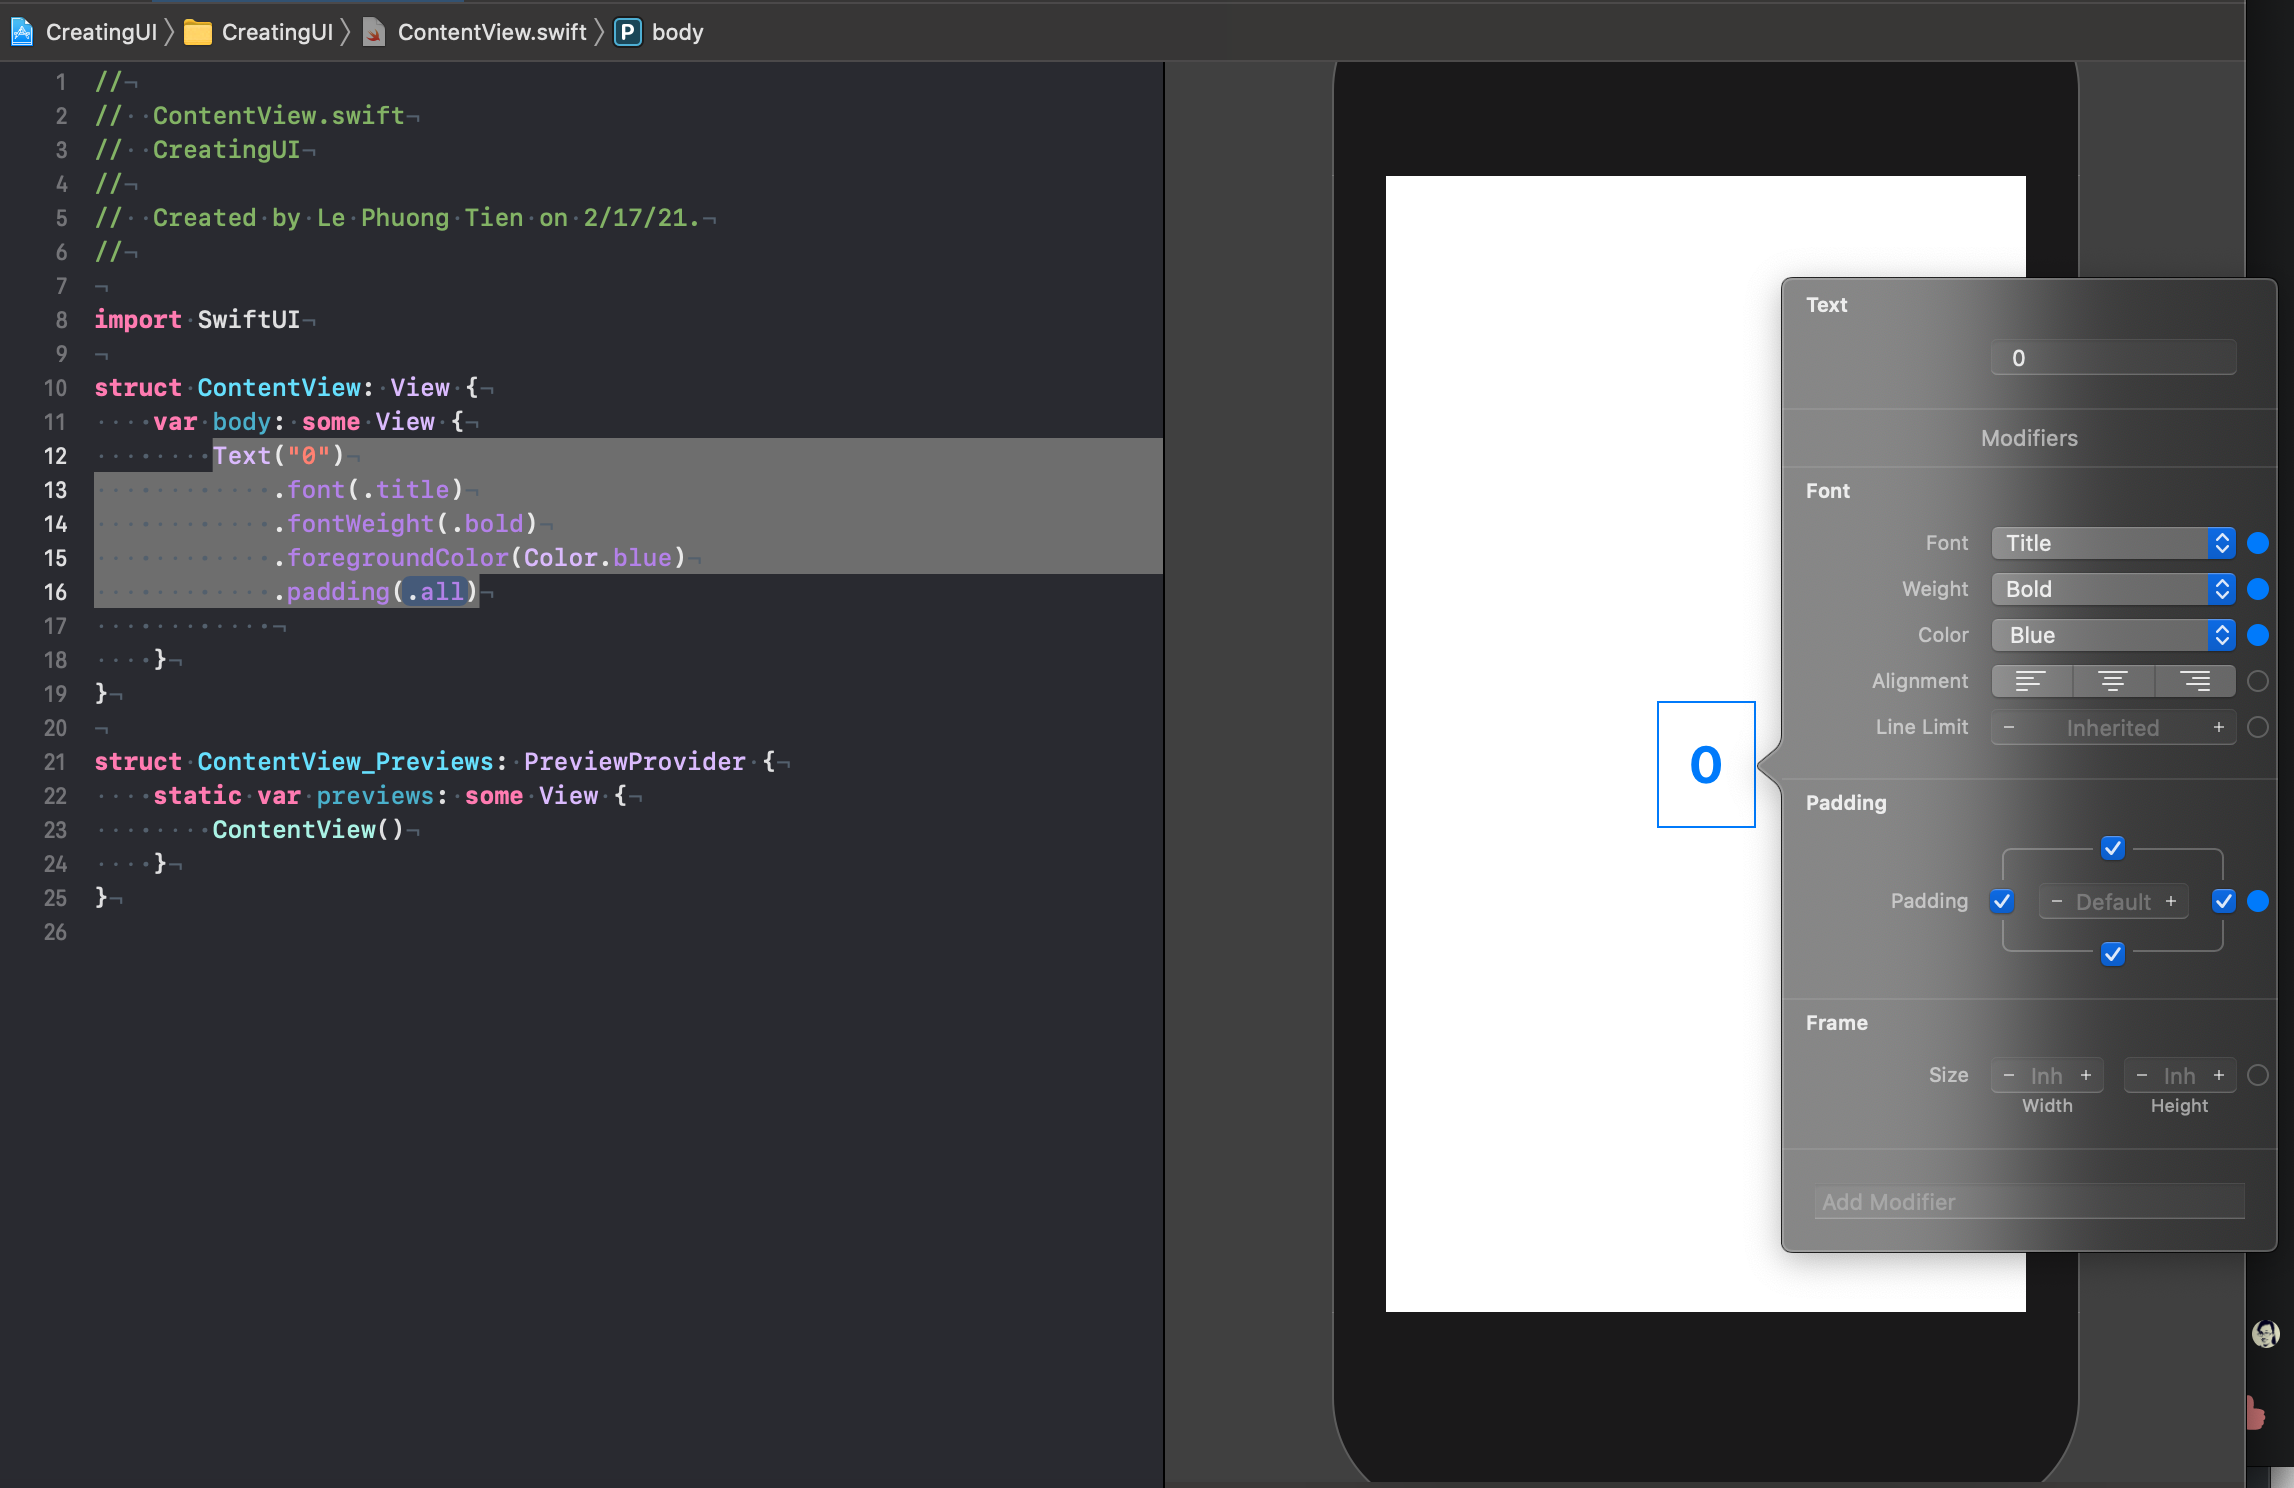 CreatingUI 〉 CreatingUI 〉 ContentView.swift 〉 P body
1 //
2 //  ContentView.swift
3 //  CreatingUI
4 //
5 //  Created by Le Phuong Tien on 2/17/21.
6 //
7
8 import SwiftUI
9
10 struct ContentView: View {
11     var body: some View {
12         Text("0")
13             .font(.title)
14             .fontWeight(.bold)
15             .foregroundColor(Color.blue)
16             .padding(.all)
17
18     }
19 }
20
21 struct ContentView_Previews: PreviewProvider {
22     static var previews: some View {
23         ContentView()
24     }
25 }
26
0
Text
0
Modifiers
Font
Font Title
Weight Bold
Color Blue
Alignment
Line Limit − Inherited +
Padding
Padding − Default +
Frame
Size − Inh + − Inh +
Width Height
Add Modifier